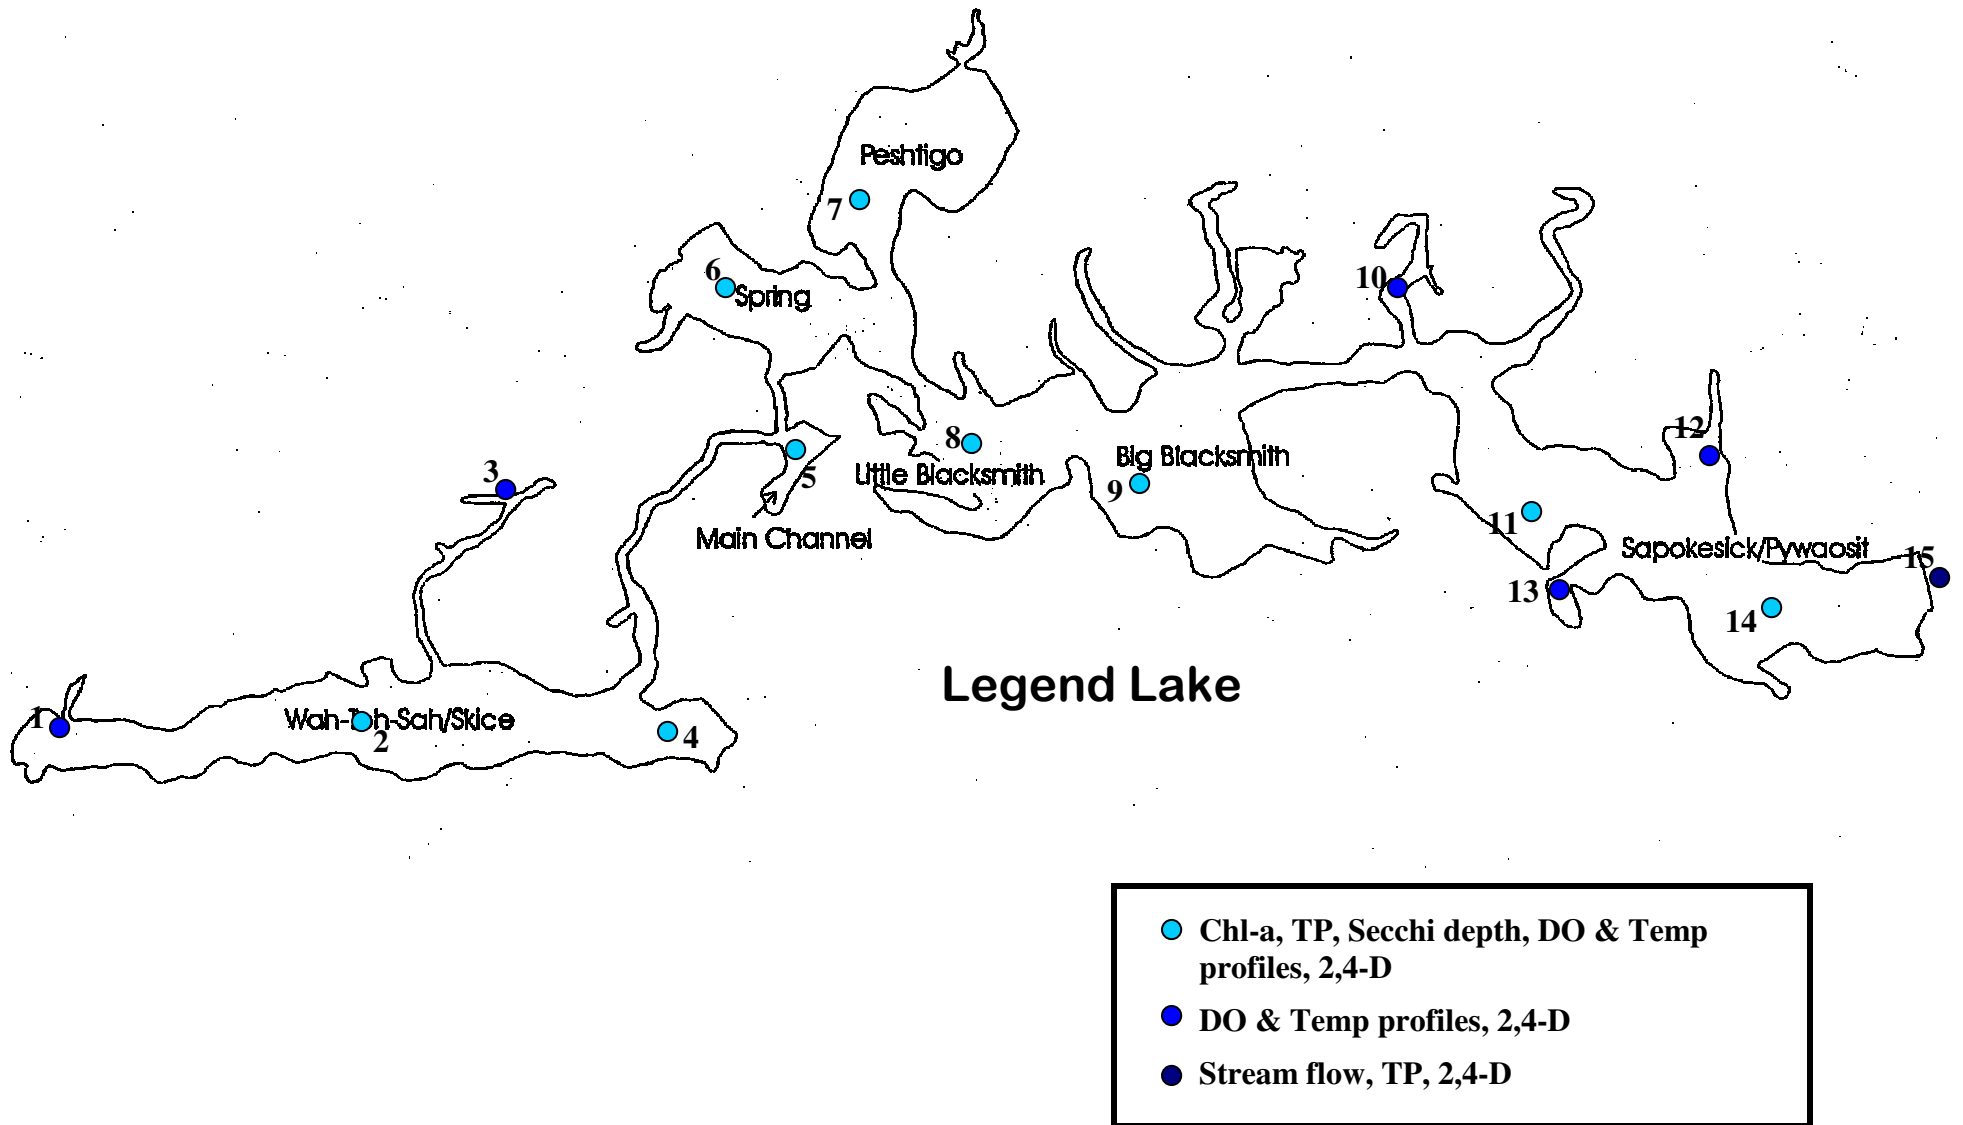 Peshtigo
7
6
Spring
10
12
3
5
8
Little Blacksmith
Big Blacksmith
9
11
Main Channel
Sapokesick/Pywaosit
15
13
14
Legend Lake
1
Wah-Toh-Sah/Skice
2
4
Chl-a, TP, Secchi depth, DO & Temp
profiles, 2,4-D
DO & Temp profiles, 2,4-D
Stream flow, TP, 2,4-D